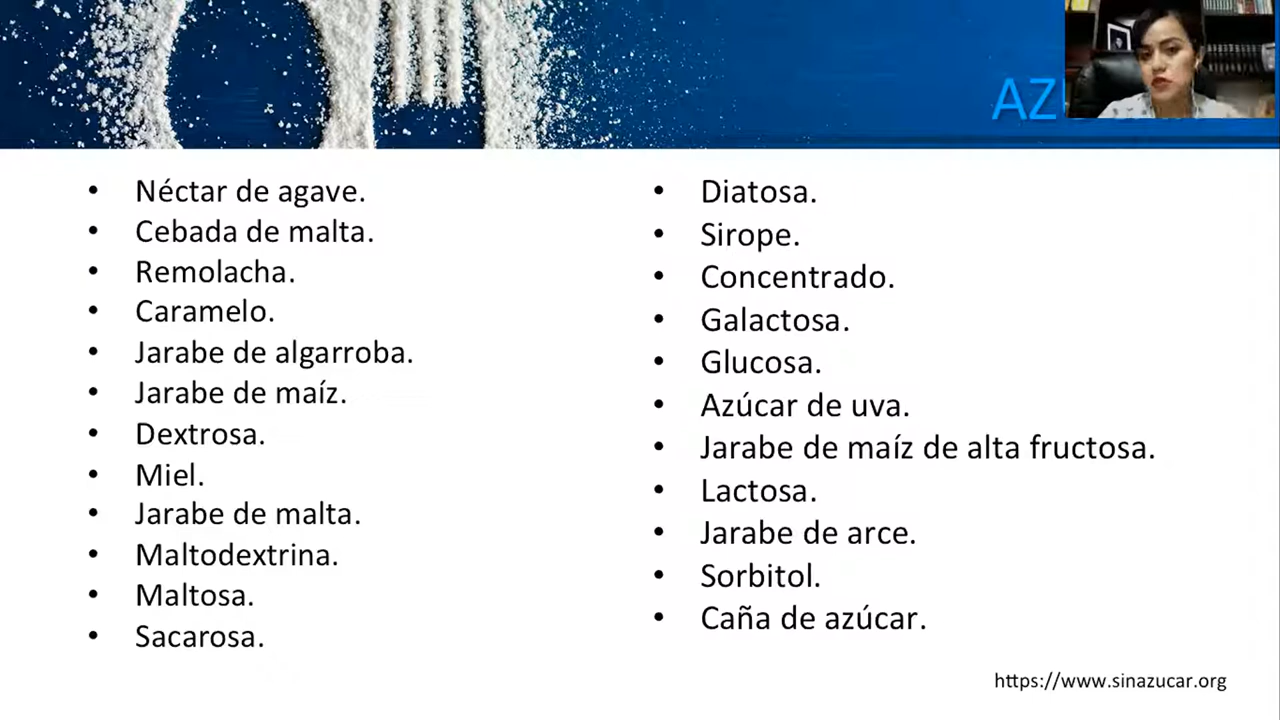 AZ
• Néctar de agave.
• Cebada de malta.
• Remolacha.
• Caramelo.
• Jarabe de algarroba.
• Jarabe de maíz.
• Dextrosa.
• Miel.
• Jarabe de malta.
• Maltodextrina.
• Maltosa.
• Sacarosa.
• Diatosa.
• Sirope.
• Concentrado.
• Galactosa.
• Glucosa.
• Azúcar de uva.
• Jarabe de maíz de alta fructosa.
• Lactosa.
• Jarabe de arce.
• Sorbitol.
• Caña de azúcar.
https://www.sinazucar.org